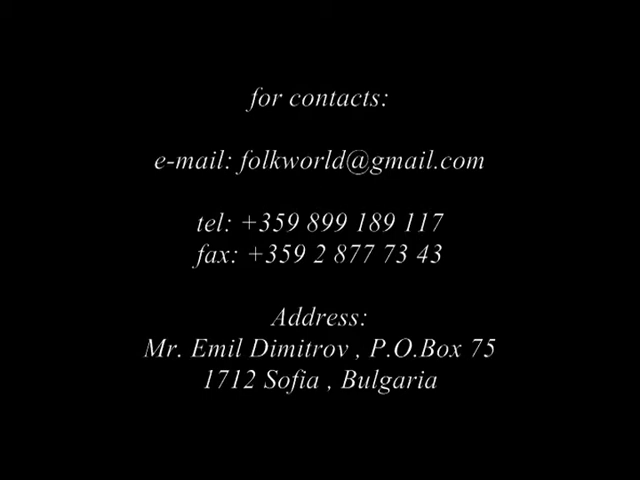 for contacts:
e-mail: folkworld@gmail.com
tel: +359 899 189 117
fax: +359 2 877 73 43
Address:
Mr. Emil Dimitrov , P.O.Box 75
1712 Sofia , Bulgaria